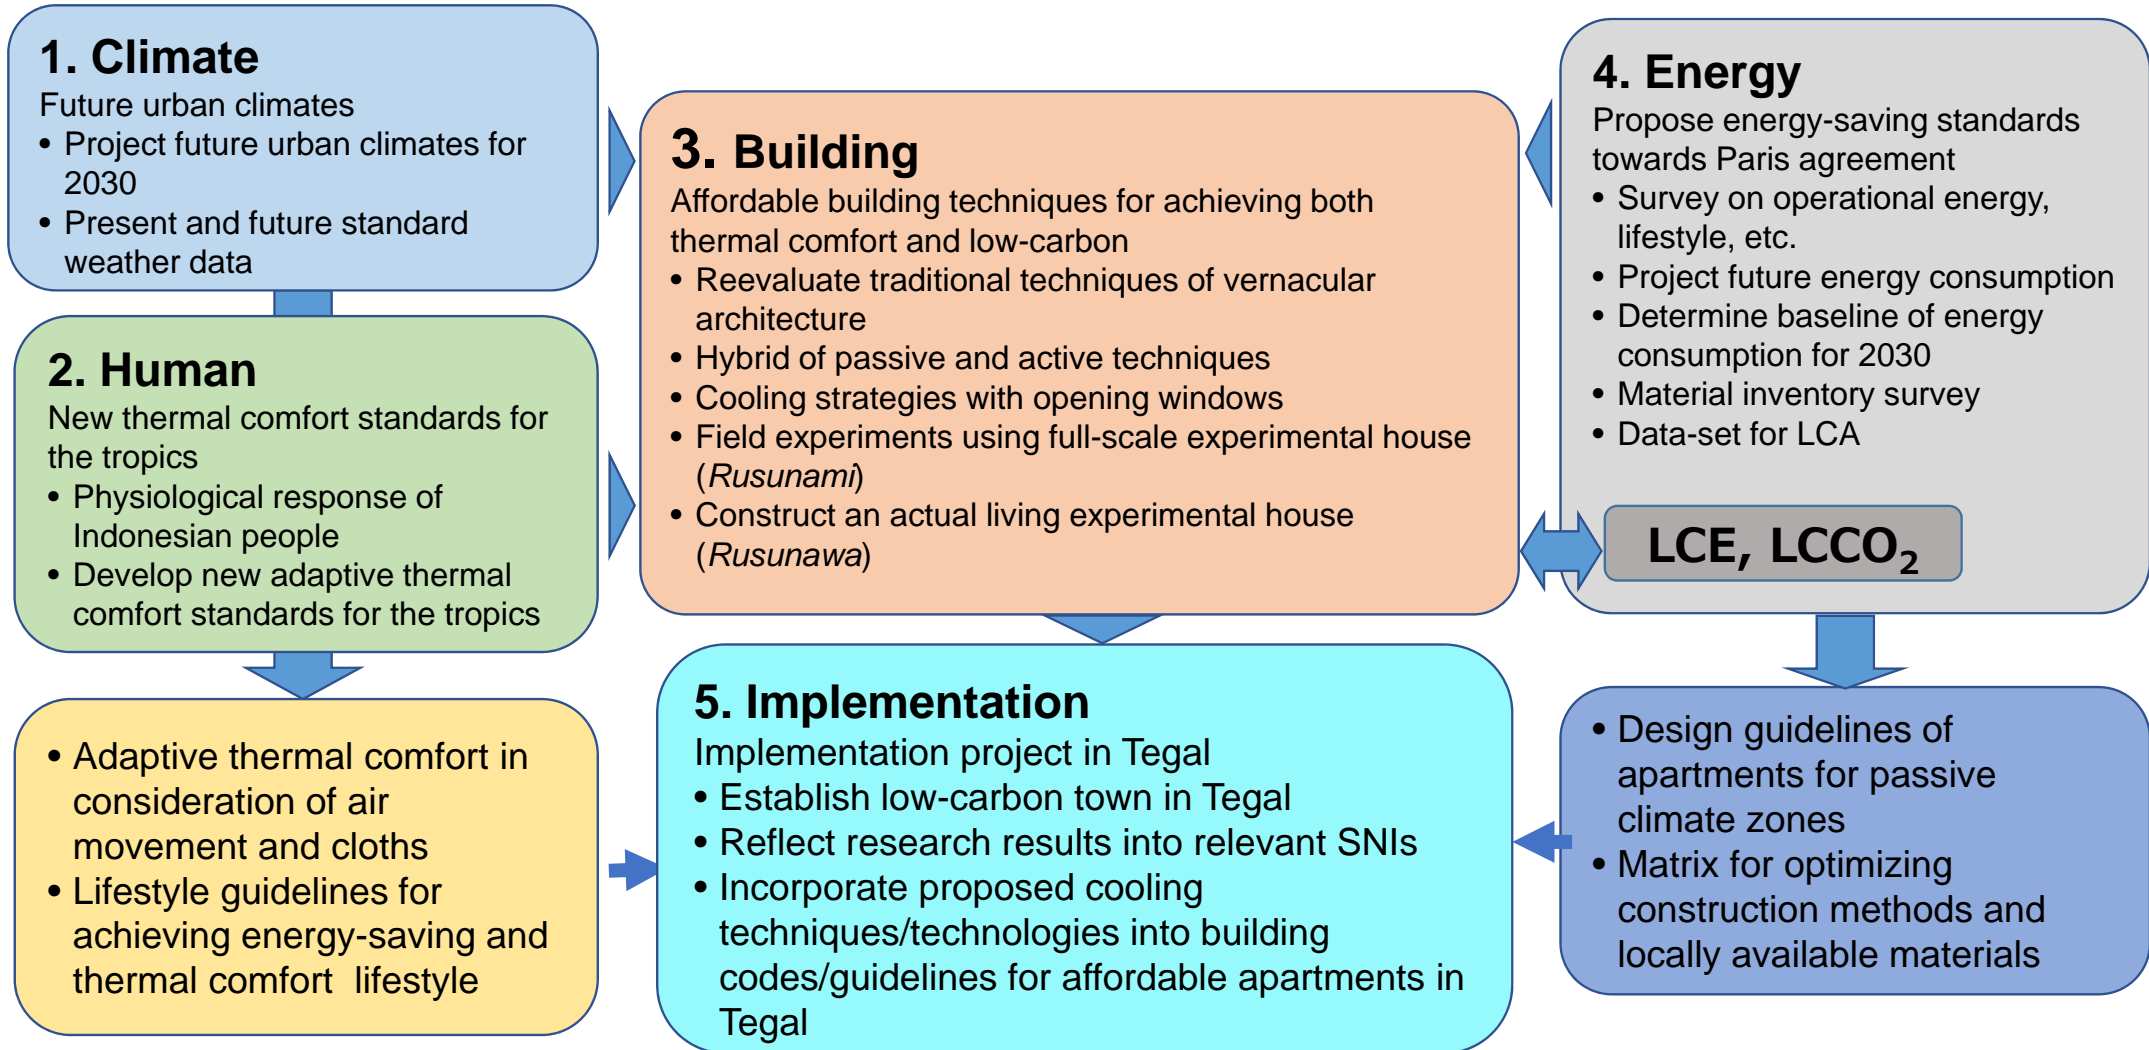 1. Climate
Future urban climates
• Project future urban climates for
2030
• Present and future standard
weather data
2. Human
New thermal comfort standards for
the tropics
• Physiological response of
Indonesian people
• Develop new adaptive thermal
comfort standards for the tropics
• Adaptive thermal comfort in
consideration of air
movement and cloths
• Lifestyle guidelines for
achieving energy-saving and
thermal comfort lifestyle
3. Building
Affordable building techniques for achieving both
thermal comfort and low-carbon
• Reevaluate traditional techniques of vernacular
architecture
• Hybrid of passive and active techniques
• Cooling strategies with opening windows
• Field experiments using full-scale experimental house
(Rusunami)
• Construct an actual living experimental house
(Rusunawa)
5. Implementation
Implementation project in Tegal
• Establish low-carbon town in Tegal
• Reflect research results into relevant SNIs
• Incorporate proposed cooling
techniques/technologies into building
codes/guidelines for affordable apartments in
Tegal
4. Energy
Propose energy-saving standards
towards Paris agreement
• Survey on operational energy,
lifestyle, etc.
• Project future energy consumption
• Determine baseline of energy
consumption for 2030
• Material inventory survey
• Data-set for LCA
LCE, LCCO₂
• Design guidelines of
apartments for passive
climate zones
• Matrix for optimizing
construction methods and
locally available materials